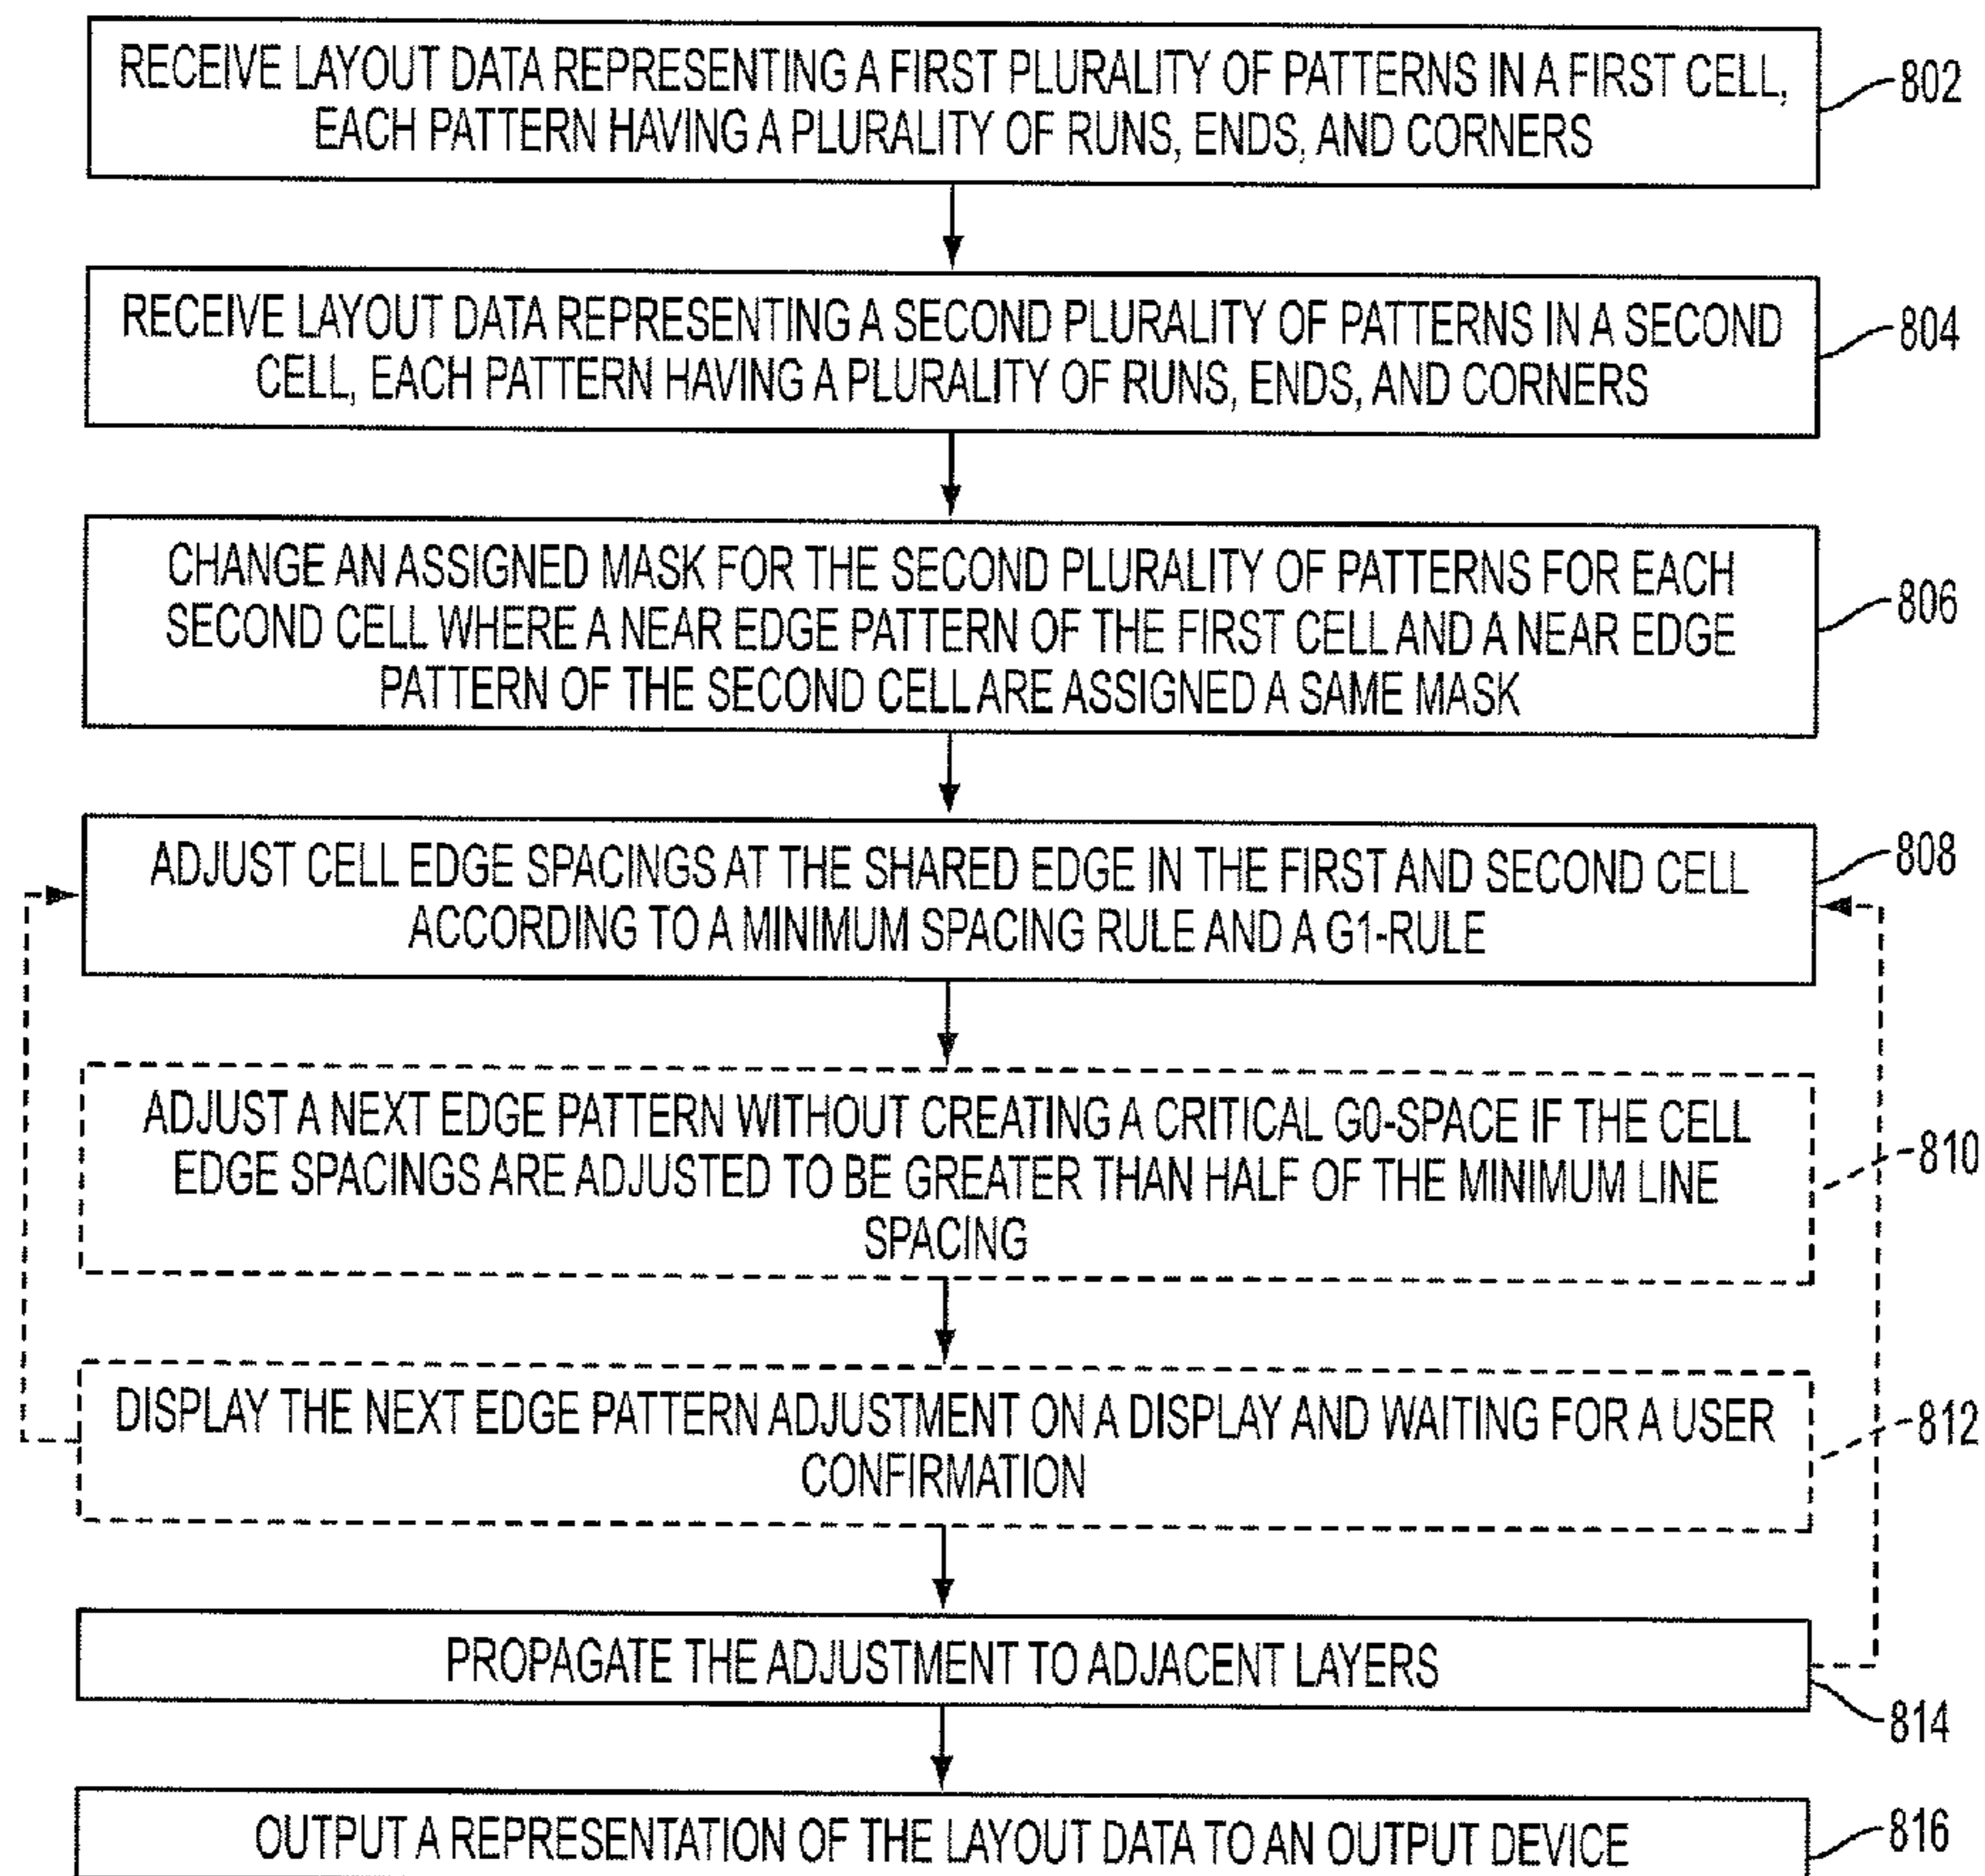 RECEIVE LAYOUT DATA REPRESENTING A FIRST PLURALITY OF PATTERNS IN A FIRST CELL,
EACH PATTERN HAVING A PLURALITY OF RUNS, ENDS, AND CORNERS
802
RECEIVE LAYOUT DATA REPRESENTING A SECOND PLURALITY OF PATTERNS IN A SECOND
CELL, EACH PATTERN HAVING A PLURALITY OF RUNS, ENDS, AND CORNERS
804
CHANGE AN ASSIGNED MASK FOR THE SECOND PLURALITY OF PATTERNS FOR EACH
SECOND CELL WHERE A NEAR EDGE PATTERN OF THE FIRST CELL AND A NEAR EDGE
PATTERN OF THE SECOND CELL ARE ASSIGNED A SAME MASK
806
ADJUST CELL EDGE SPACINGS AT THE SHARED EDGE IN THE FIRST AND SECOND CELL
ACCORDING TO A MINIMUM SPACING RULE AND A G1-RULE
808
ADJUST A NEXT EDGE PATTERN WITHOUT CREATING A CRITICAL G0-SPACE IF THE CELL
EDGE SPACINGS ARE ADJUSTED TO BE GREATER THAN HALF OF THE MINIMUM LINE
SPACING
810
DISPLAY THE NEXT EDGE PATTERN ADJUSTMENT ON A DISPLAY AND WAITING FOR A USER
CONFIRMATION
812
PROPAGATE THE ADJUSTMENT TO ADJACENT LAYERS
814
OUTPUT A REPRESENTATION OF THE LAYOUT DATA TO AN OUTPUT DEVICE
816